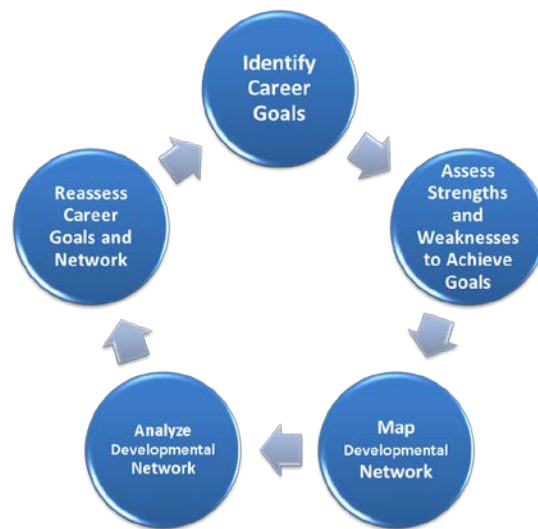 Identify
Career
Goals
Assess
Strengths
and
Weaknesses
to Achieve
Goals
Map
Developmental
Network
Analyze
Developmental
Network
Reassess
Career
Goals and
Network